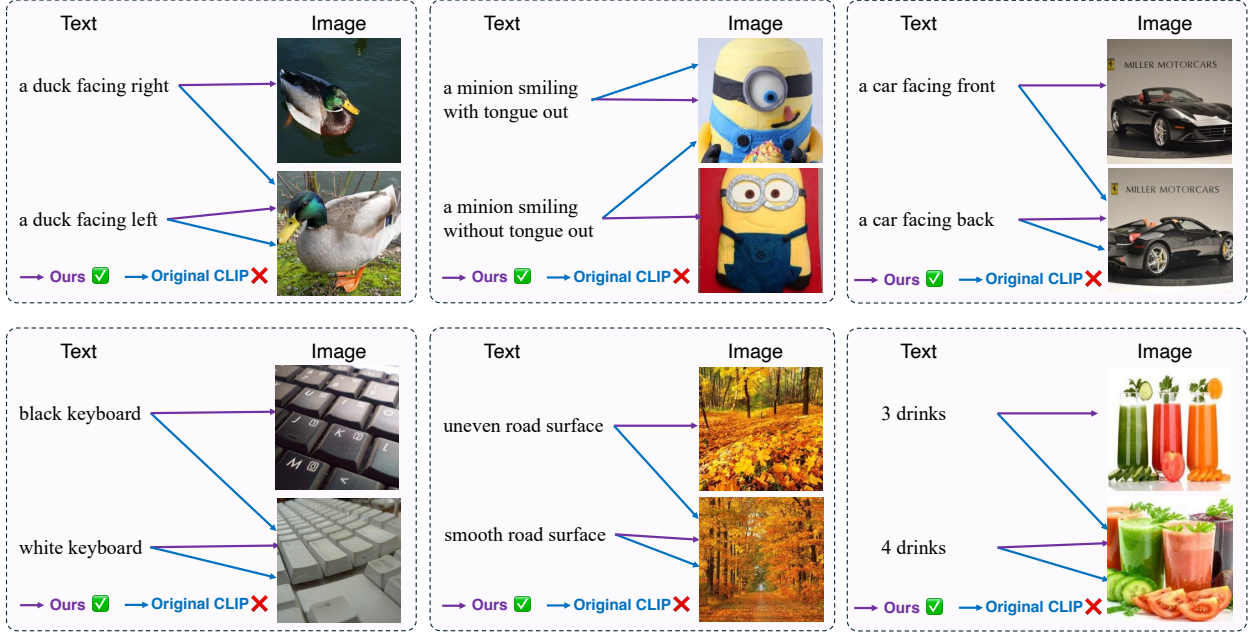 Text Image
a duck facing right
a duck facing left
Ours Original CLIP
Text Image
a minion smiling
with tongue out
a minion smiling
without tongue out
Ours Original CLIP
Text Image
a car facing front
MILLER MOTORCARS
a car facing back
MILLER MOTORCARS
Ours Original CLIP
Text Image
black keyboard
J K L
M <
white keyboard
Ours Original CLIP
Text Image
uneven road surface
smooth road surface
Ours Original CLIP
Text Image
3 drinks
4 drinks
Ours Original CLIP